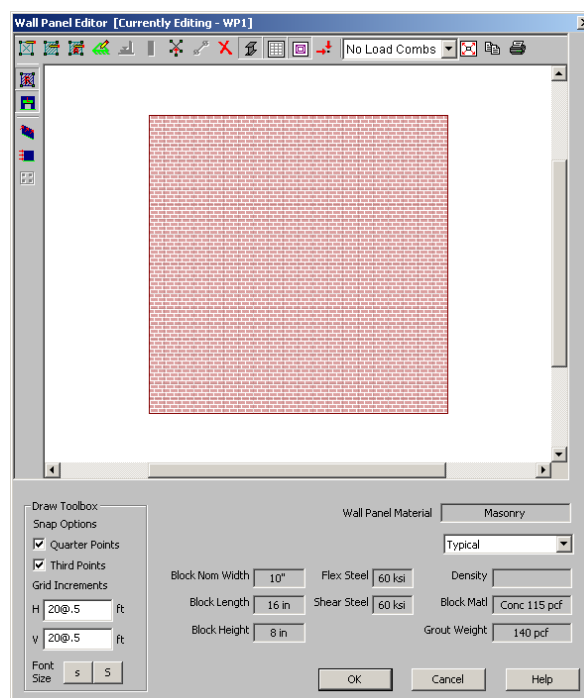 Wall Panel Editor [Currently Editing - WP1]
No Load Combs
Draw Toolbox
Snap Options
Quarter Points
Third Points
Grid Increments
H 20@.5 ft
V 20@.5 ft
Font Size s S
Wall Panel Material Masonry
Typical
Block Nom Width 10" Flex Steel 60 ksi Density
Block Length 16 in Shear Steel 60 ksi Block Matl Conc 115 pcf
Block Height 8 in Grout Weight 140 pcf
OK Cancel Help